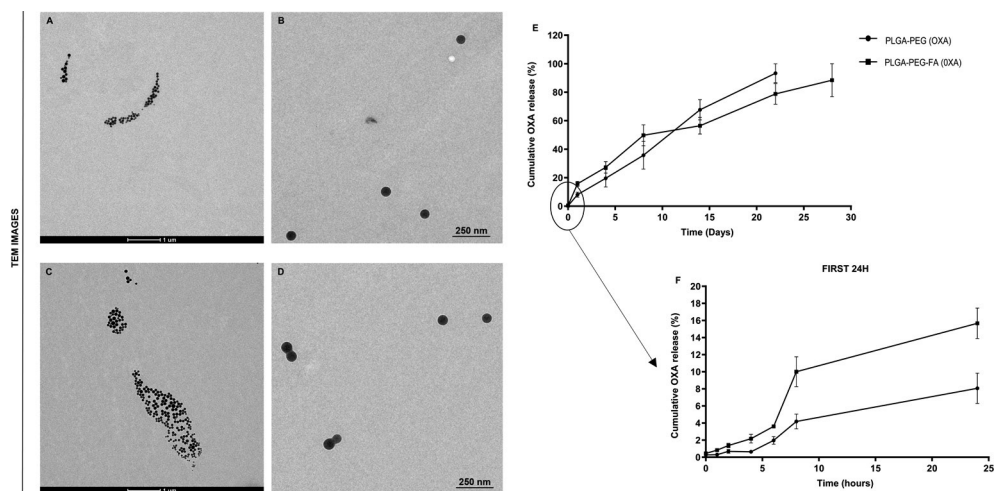 TEM IMAGES
A
1 um
B
250 nm
C
1 um
D
250 nm
E
PLGA-PEG (OXA)
PLGA-PEG-FA (0XA)
Cumulative OXA release (%)
120
100
80
60
40
20
0
0 5 10 15 20 25 30
Time (Days)
FIRST 24H
F
Cumulative OXA release (%)
20
18
16
14
12
10
8
6
4
2
0
0 5 10 15 20 25
Time (hours)